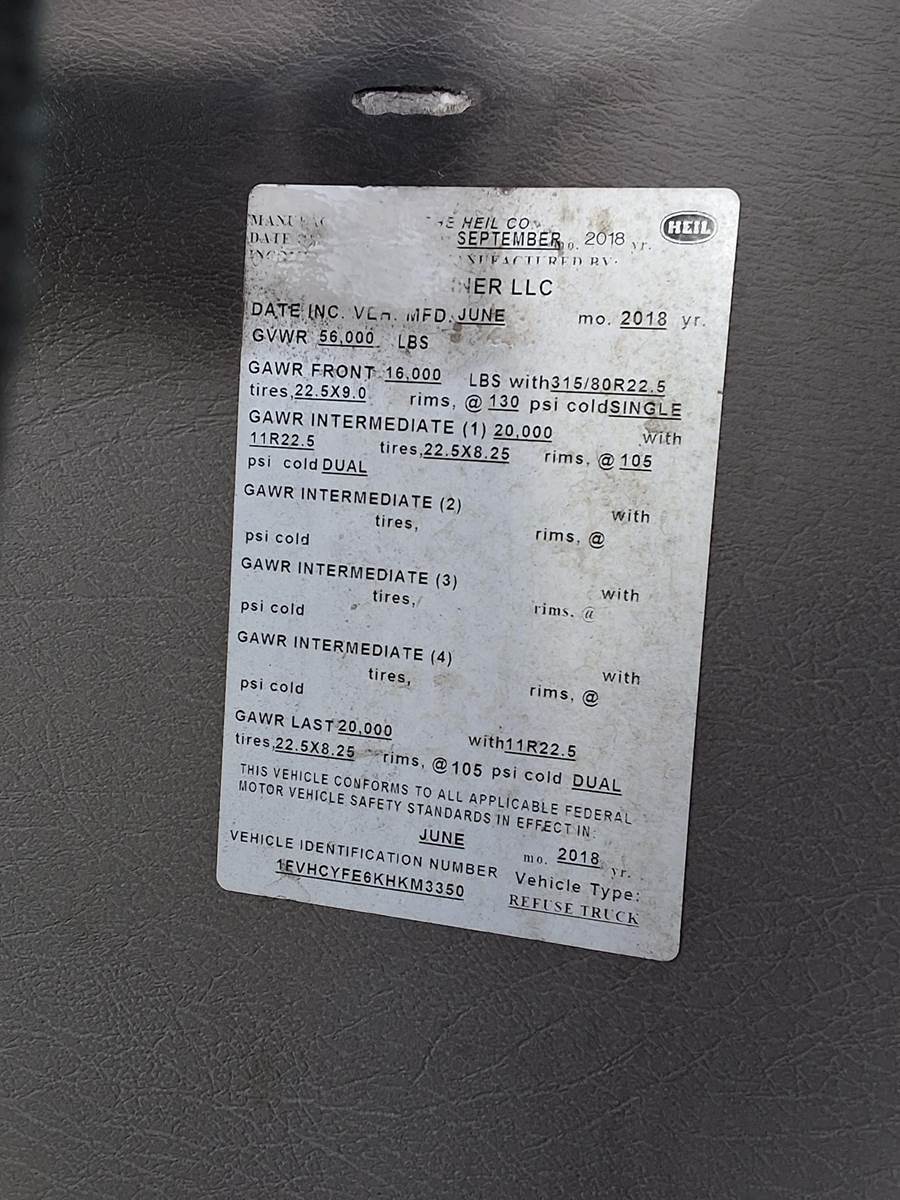 HEIL CO
HEIL
DATE SEPTEMBER mo. 2018 yr.
NER LLC
DATE INC. VEH. MFD. JUNE mo. 2018 yr.
GVWR 56,000 LBS
GAWR FRONT 16,000 LBS with 315/80R22.5
tires, 22.5X9.0 rims, @ 130 psi cold SINGLE
GAWR INTERMEDIATE (1) 20,000 with
11R22.5 tires, 22.5X8.25 rims, @ 105
psi cold DUAL
GAWR INTERMEDIATE (2) with
tires, rims, @
psi cold
GAWR INTERMEDIATE (3) with
tires, rims. @
psi cold
GAWR INTERMEDIATE (4) with
tires, rims, @
psi cold
GAWR LAST 20,000 with 11R22.5
tires, 22.5X8.25 rims, @ 105 psi cold DUAL
THIS VEHICLE CONFORMS TO ALL APPLICABLE FEDERAL
MOTOR VEHICLE SAFETY STANDARDS IN EFFECT IN:
JUNE mo. 2018 yr.
VEHICLE IDENTIFICATION NUMBER Vehicle Type:
1EVHCYFE6KHKM3350 REFUSE TRUCK